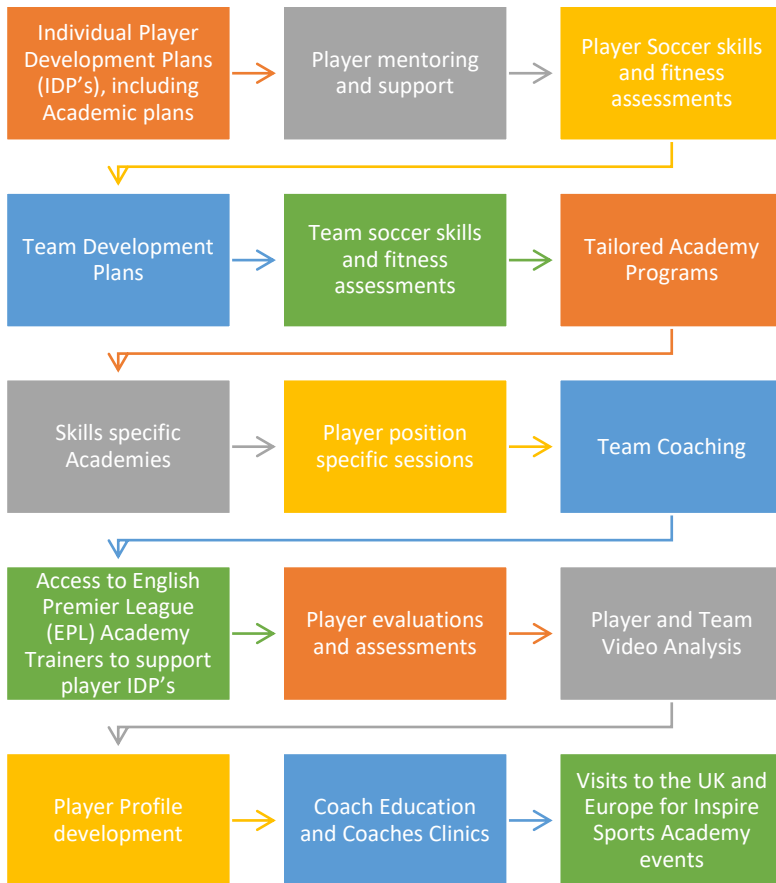 Individual Player
Development Plans
(IDP's), including
Academic plans
Player mentoring
and support
Player Soccer skills
and fitness
assessments
Team Development
Plans
Team soccer skills
and fitness
assessments
Tailored Academy
Programs
Skills specific
Academies
Player position
specific sessions
Team Coaching
Access to English
Premier League
(EPL) Academy
Trainers to support
player IDP's
Player evaluations
and assessments
Player and Team
Video Analysis
Player Profile
development
Coach Education
and Coaches Clinics
Visits to the UK and
Europe for Inspire
Sports Academy
events